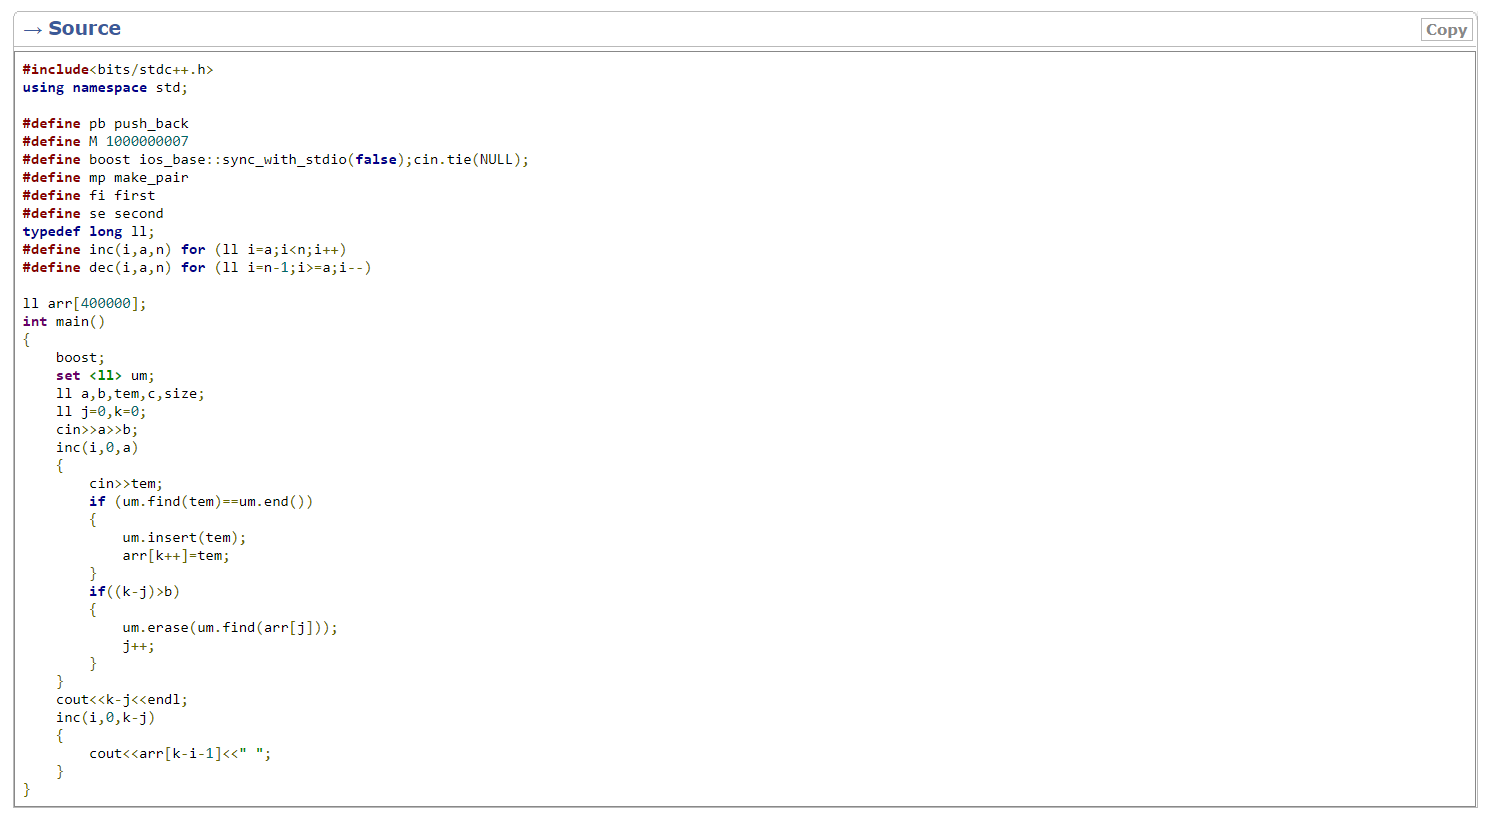 → Source
Copy
#include<bits/stdc++.h>
using namespace std;
#define pb push_back
#define M 1000000007
#define boost ios_base::sync_with_stdio(false);cin.tie(NULL);
#define mp make_pair
#define fi first
#define se second
typedef long ll;
#define inc(i,a,n) for (ll i=a;i<n;i++)
#define dec(i,a,n) for (ll i=n-1;i>=a;i--)
ll arr[400000];
int main()
{
    boost;
    set <ll> um;
    ll a,b,tem,c,size;
    ll j=0,k=0;
    cin>>a>>b;
    inc(i,0,a)
    {
        cin>>tem;
        if (um.find(tem)==um.end())
        {
            um.insert(tem);
            arr[k++]=tem;
        }
        if((k-j)>b)
        {
            um.erase(um.find(arr[j]));
            j++;
        }
    }
    cout<<k-j<<endl;
    inc(i,0,k-j)
    {
        cout<<arr[k-i-1]<<" ";
    }
}